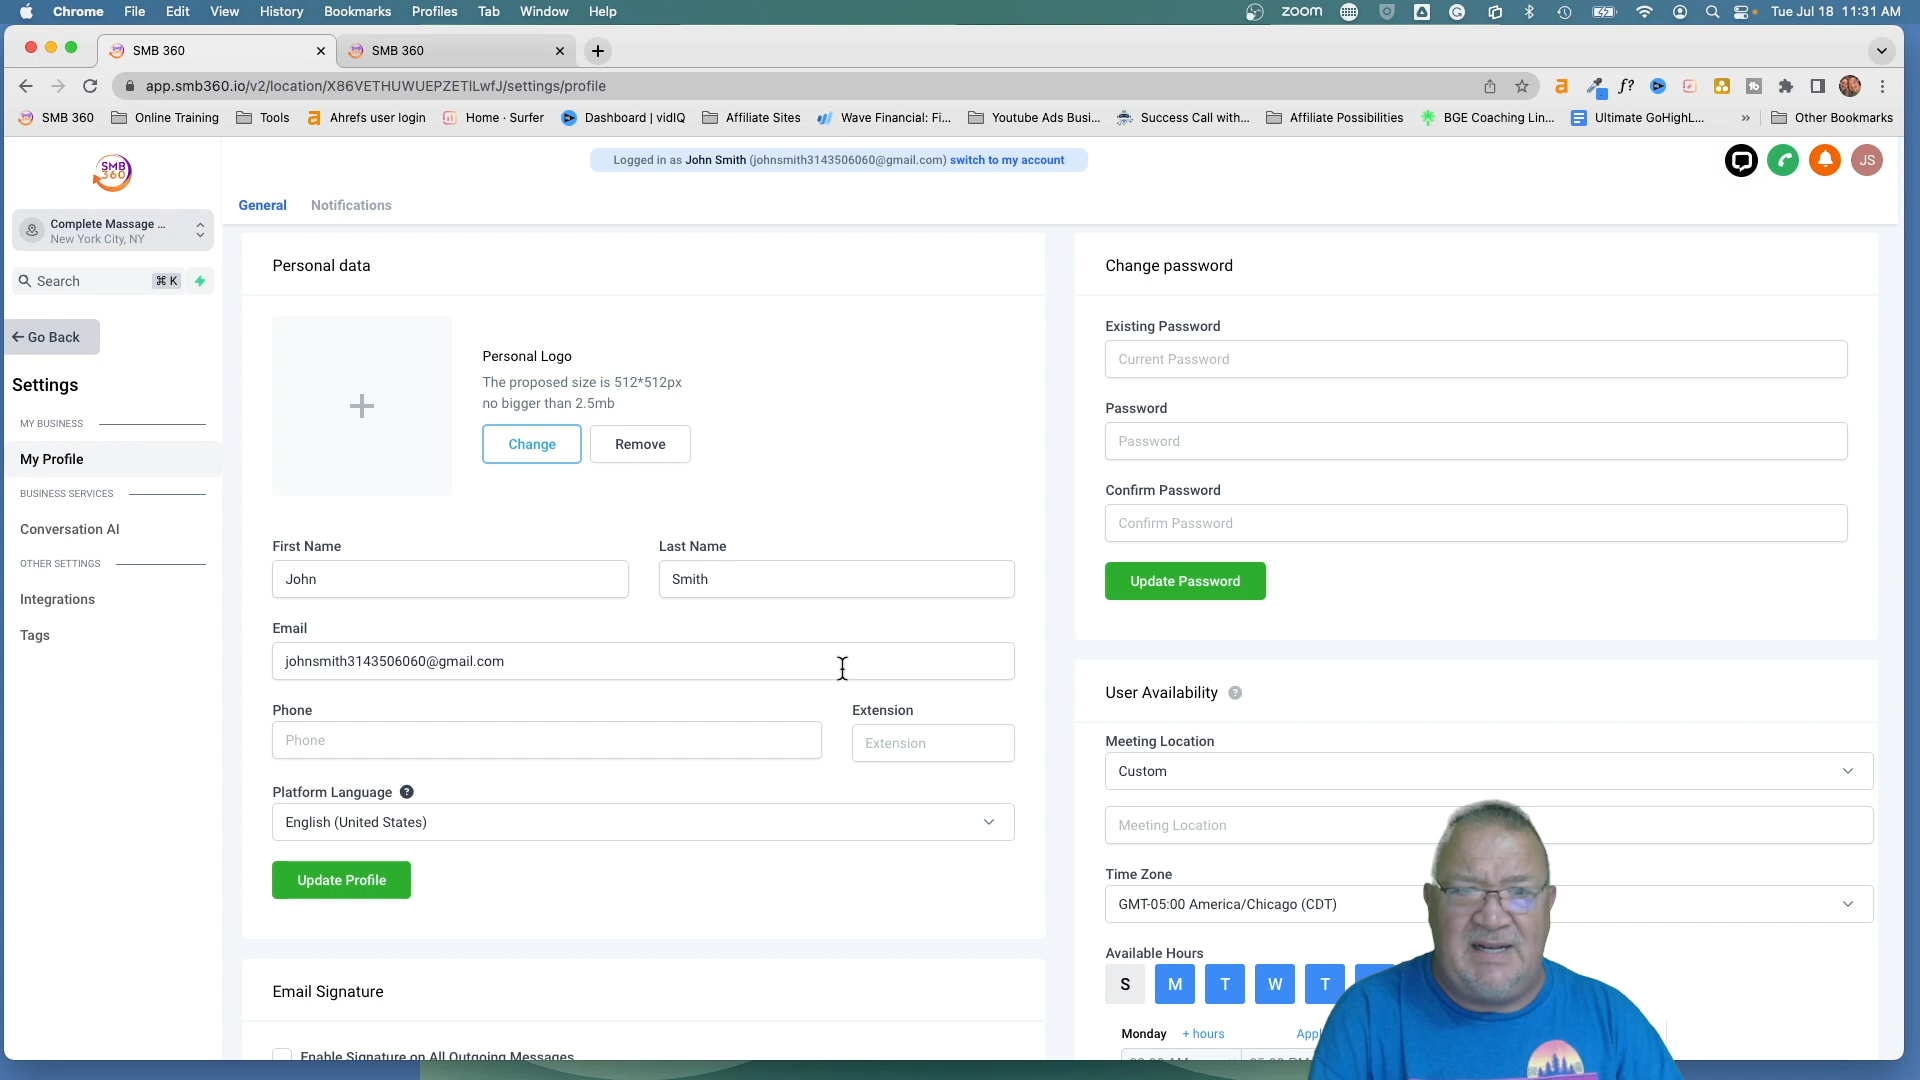 Chrome File Edit View History Bookmarks Profiles Tab Window Help zoom Tue Jul 18 11:31 AM
SMB 360
SMB 360
app.smb360.io/v2/location/X86VETHUWUEPZETlLwfJ/settings/profile
SMB 360 Online Training Tools Ahrefs user login Home · Surfer Dashboard | vidIQ Affiliate Sites Wave Financial: Fi... Youtube Ads Busi... Success Call with... Affiliate Possibilities BGE Coaching Lin... Ultimate GoHighL... » Other Bookmarks
SMB
360
Logged in as John Smith (johnsmith3143506060@gmail.com) switch to my account
JS
General Notifications
Complete Massage ...
New York City, NY
Search ⌘ K
Go Back
Settings
MY BUSINESS
My Profile
BUSINESS SERVICES
Conversation AI
OTHER SETTINGS
Integrations
Tags
Personal data
Personal Logo
The proposed size is 512*512px
no bigger than 2.5mb
Change Remove
First Name Last Name
John Smith
Email
johnsmith3143506060@gmail.com
Phone Extension
Phone Extension
Platform Language ?
English (United States)
Update Profile
Email Signature
Enable Signature on All Outgoing Messages
Change password
Existing Password
Current Password
Password
Password
Confirm Password
Confirm Password
Update Password
User Availability ?
Meeting Location
Custom
Meeting Location
Time Zone
GMT-05:00 America/Chicago (CDT)
Available Hours
S M T W T
Monday + hours